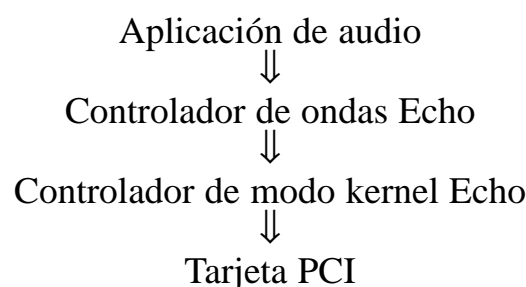 Aplicación de audio
⇓
Controlador de ondas Echo
⇓
Controlador de modo kernel Echo
⇓
Tarjeta PCI